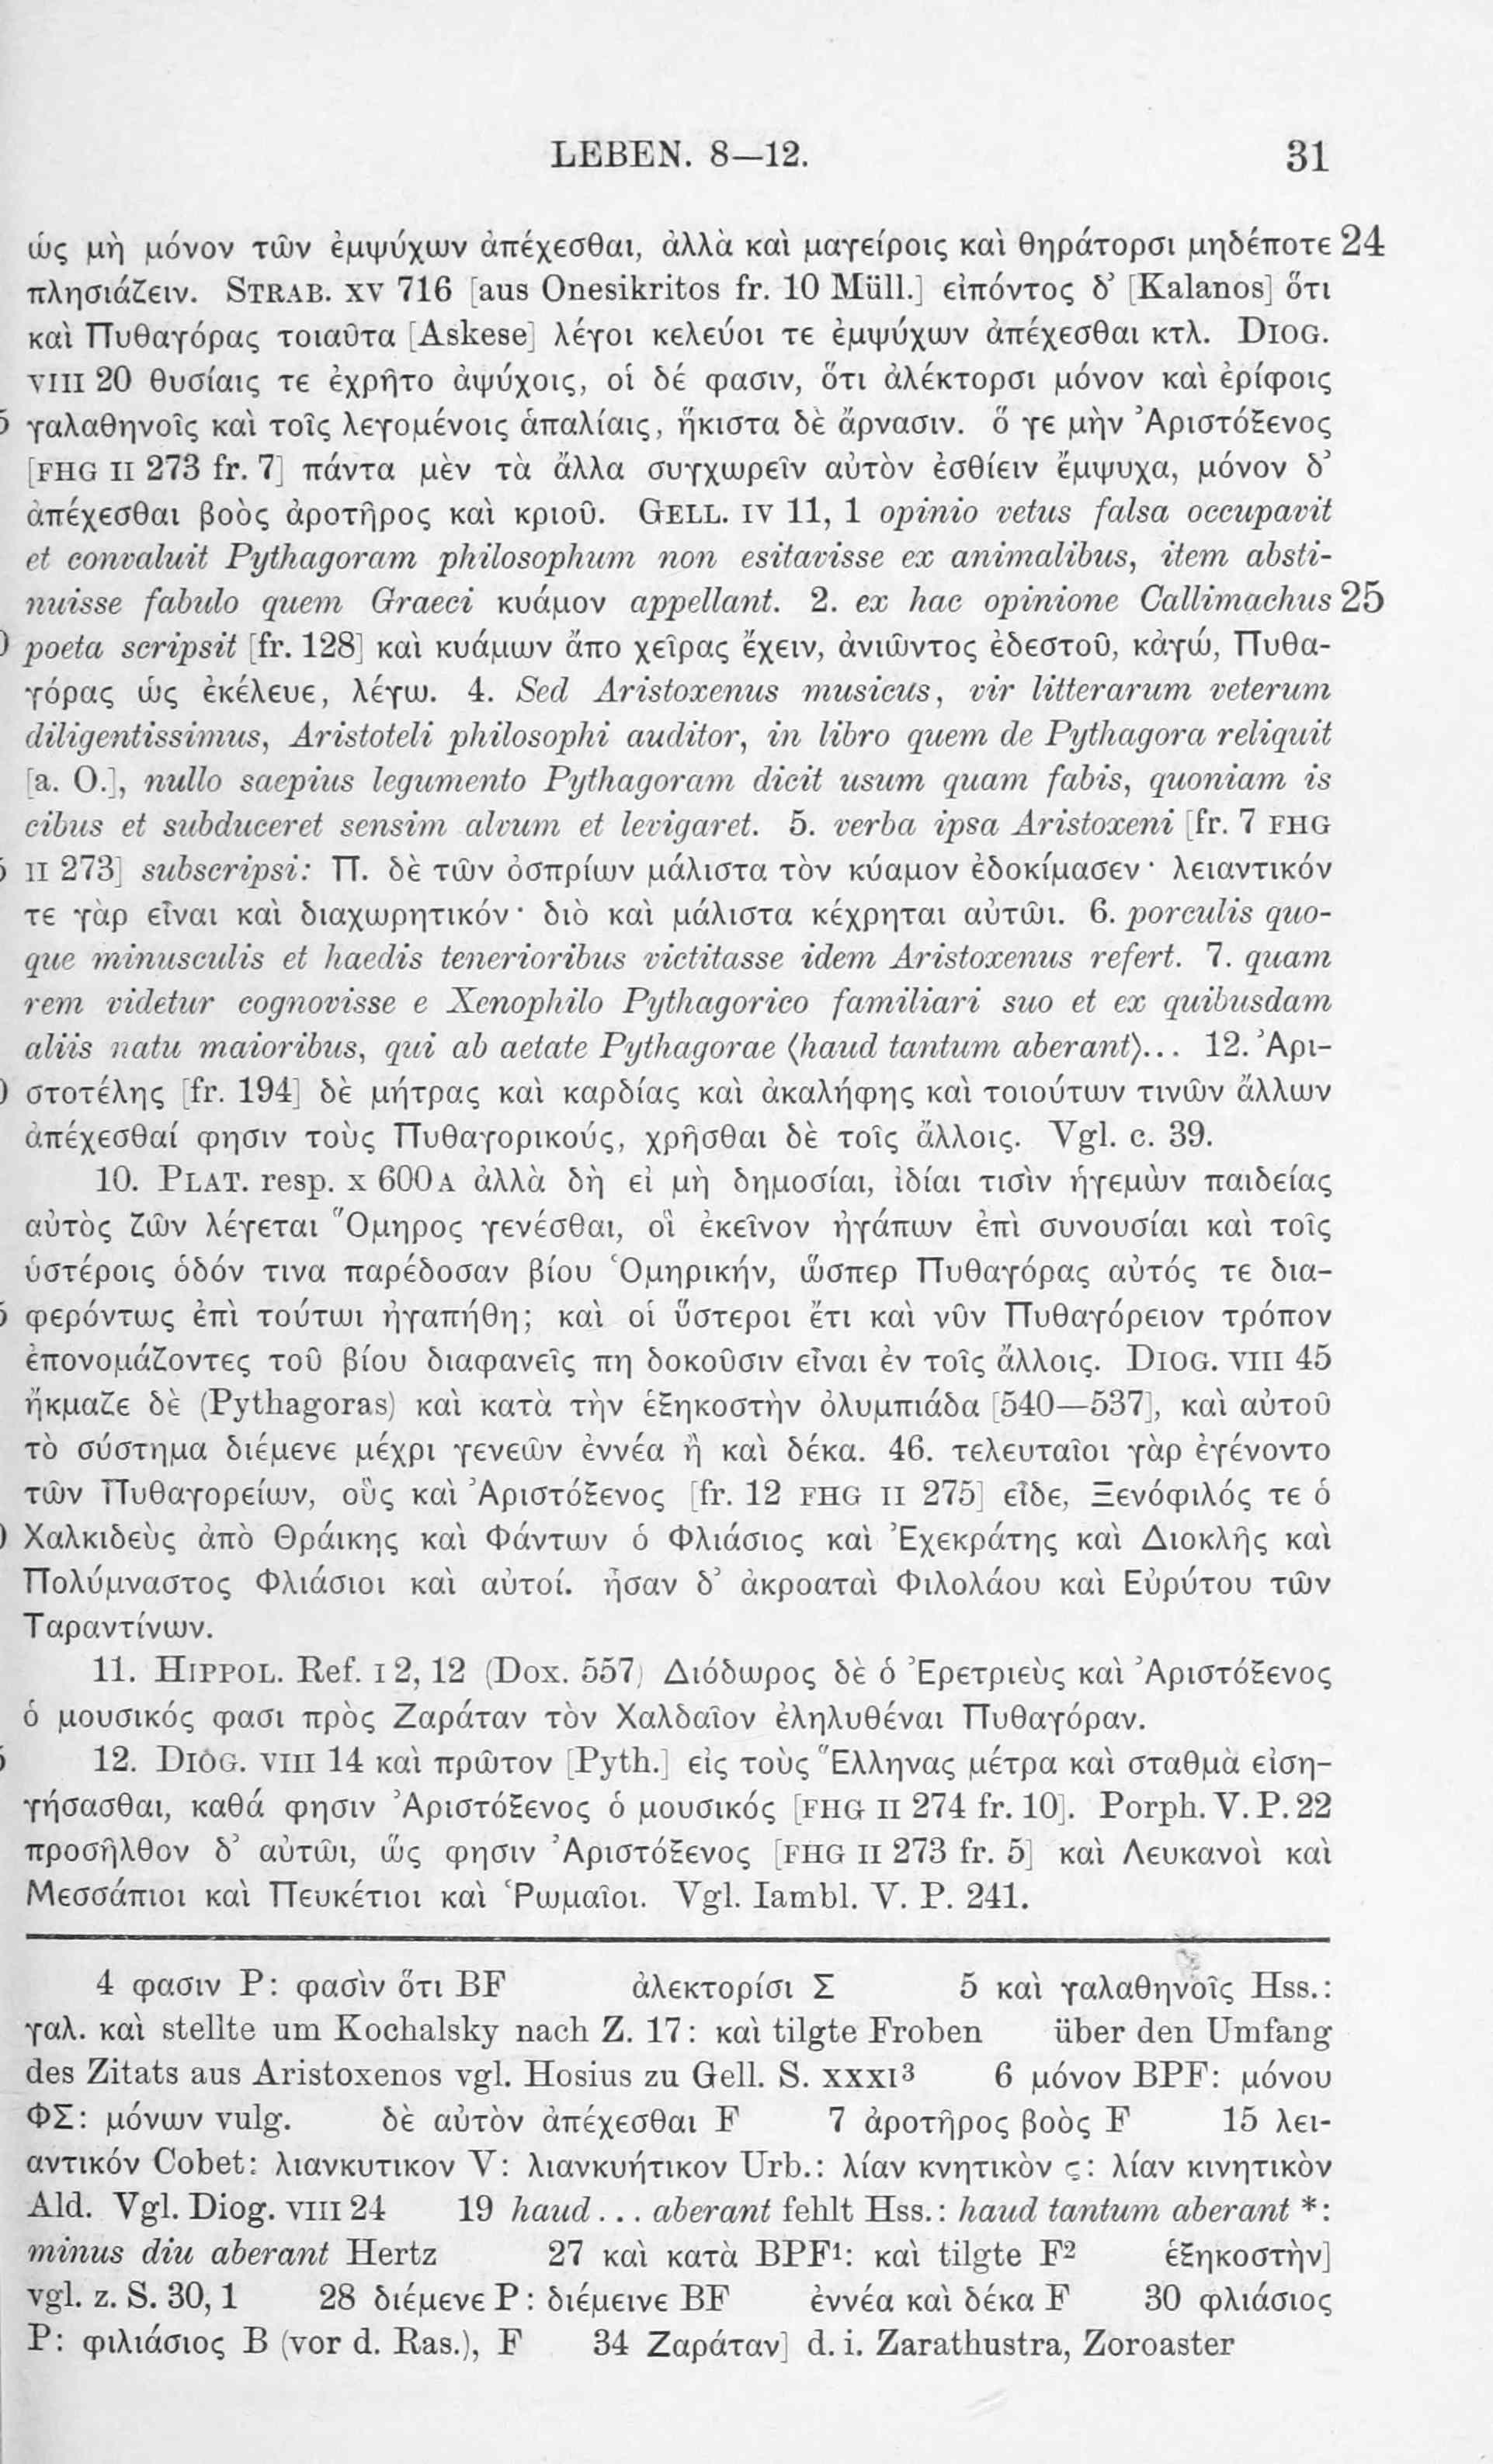 LEBEN. 8—12. 31
ὡς μὴ μόνον τῶν ἐμψύχων ἀπέχεσθαι, ἀλλὰ καὶ μαγείροις καὶ θηράτορσι μηδέποτε 24
πλησιάζειν. STRAB. XV 716 [aus Onesikritos fr. 10 Müll.] εἰπόντος δ’ [Kalanos] ὅτι
καὶ Πυθαγόρας τοιαῦτα [Askese] λέγοι κελεύοι τε ἐμψύχων ἀπέχεσθαι κτλ. DIOG.
VIII 20 θυσίαις τε ἐχρῆτο ἀψύχοις, οἱ δέ φασιν, ὅτι ἀλέκτορσι μόνον καὶ ἐρίφοις
5 γαλαθηνοῖς καὶ τοῖς λεγομένοις ἁπαλίαις, ἥκιστα δὲ ἄρνασιν. ὅ γε μὴν Ἀριστόξενος
[FHG II 273 fr. 7] πάντα μὲν τὰ ἄλλα συγχωρεῖν αὐτὸν ἐσθίειν ἔμψυχα, μόνον δ’
ἀπέχεσθαι βοὸς ἀροτῆρος καὶ κριοῦ. GELL. IV 11, 1 opinio vetus falsa occupavit
et convaluit Pythagoram philosophum non esitavisse ex animalibus, item absti-
nuisse fabulo quem Graeci κυάμον appellant. 2. ex hac opinione Callimachus 25
0 poeta scripsit [fr. 128] καὶ κυάμων ἄπο χεῖρας ἔχειν, ἀνιῶντος ἐδεστοῦ, κἀγώ, Πυθα-
γόρας ὡς ἐκέλευε, λέγω. 4. Sed Aristoxenus musicus, vir litterarum veterum
diligentissimus, Aristoteli philosophi auditor, in libro quem de Pythagora reliquit
[a. O.], nullo saepius legumento Pythagoram dicit usum quam fabis, quoniam is
cibus et subduceret sensim alvum et levigaret. 5. verba ipsa Aristoxeni [fr. 7 FHG
5 II 273] subscripsi: Π. δὲ τῶν ὀσπρίων μάλιστα τὸν κύαμον ἐδοκίμασεν· λειαντικόν
τε γὰρ εἶναι καὶ διαχωρητικόν· διὸ καὶ μάλιστα κέχρηται αὐτῶι. 6. porculis quo-
que minusculis et haedis tenerioribus victitasse idem Aristoxenus refert. 7. quam
rem videtur cognovisse e Xenophilo Pythagorico familiari suo et ex quibusdam
aliis natu maioribus, qui ab aetate Pythagorae ⟨haud tantum aberant⟩... 12. Ἀρι-
0 στοτέλης [fr. 194] δὲ μήτρας καὶ καρδίας καὶ ἀκαλήφης καὶ τοιούτων τινῶν ἄλλων
ἀπέχεσθαί φησιν τοὺς Πυθαγορικούς, χρῆσθαι δὲ τοῖς ἄλλοις. Vgl. c. 39.
10. PLAT. resp. X 600 A ἀλλὰ δὴ εἰ μὴ δημοσίαι, ἰδίαι τισὶν ἡγεμὼν παιδείας
αὐτὸς ζῶν λέγεται Ὅμηρος γενέσθαι, οἳ ἐκεῖνον ἠγάπων ἐπὶ συνουσίαι καὶ τοῖς
ὑστέροις ὁδόν τινα παρέδοσαν βίου Ὁμηρικήν, ὥσπερ Πυθαγόρας αὐτός τε δια-
5 φερόντως ἐπὶ τούτωι ἠγαπήθη; καὶ οἱ ὕστεροι ἔτι καὶ νῦν Πυθαγόρειον τρόπον
ἐπονομάζοντες τοῦ βίου διαφανεῖς πη δοκοῦσιν εἶναι ἐν τοῖς ἄλλοις. DIOG. VIII 45
ἤκμαζε δὲ (Pythagoras) καὶ κατὰ τὴν ἑξηκοστὴν ὀλυμπιάδα [540—537], καὶ αὐτοῦ
τὸ σύστημα διέμενε μέχρι γενεῶν ἐννέα ἢ καὶ δέκα. 46. τελευταῖοι γὰρ ἐγένοντο
τῶν Πυθαγορείων, οὓς καὶ Ἀριστόξενος [fr. 12 FHG II 275] εἶδε, Ξενόφιλός τε ὁ
0 Χαλκιδεὺς ἀπὸ Θράικης καὶ Φάντων ὁ Φλιάσιος καὶ Ἐχεκράτης καὶ Διοκλῆς καὶ
Πολύμναστος Φλιάσιοι καὶ αὐτοί. ἦσαν δ’ ἀκροαταὶ Φιλολάου καὶ Εὐρύτου τῶν
Ταραντίνων.
11. HIPPOL. Ref. I 2, 12 (Dox. 557) Διόδωρος δὲ ὁ Ἐρετριεὺς καὶ Ἀριστόξενος
ὁ μουσικός φασι πρὸς Ζαράταν τὸν Χαλδαῖον ἐληλυθέναι Πυθαγόραν.
5 12. DIOG. VIII 14 καὶ πρῶτον [Pyth.] εἰς τοὺς Ἕλληνας μέτρα καὶ σταθμὰ εἰση-
γήσασθαι, καθά φησιν Ἀριστόξενος ὁ μουσικός [FHG II 274 fr. 10]. Porph. V. P. 22
προσῆλθον δ’ αὐτῶι, ὥς φησιν Ἀριστόξενος [FHG II 273 fr. 5] καὶ Λευκανοὶ καὶ
Μεσσάπιοι καὶ Πευκέτιοι καὶ Ῥωμαῖοι. Vgl. Iambl. V. P. 241.
4 φασιν P: φασὶν ὅτι BF ἀλεκτορίσι Σ 5 καὶ γαλαθηνοῖς Hss.:
γαλ. καὶ stellte um Kochalsky nach Z. 17: καὶ tilgte Froben über den Umfang
des Zitats aus Aristoxenos vgl. Hosius zu Gell. S. XXXI³ 6 μόνον BPF: μόνου
ΦΣ: μόνων vulg. δὲ αὐτὸν ἀπέχεσθαι F 7 ἀροτῆρος βοὸς F 15 λει-
αντικόν Cobet: λιανκυτικον V: λιανκυήτικον Urb.: λίαν κνητικὸν ς: λίαν κινητικὸν
Ald. Vgl. Diog. VIII 24 19 haud ... aberant fehlt Hss.: haud tantum aberant *:
minus diu aberant Hertz 27 καὶ κατὰ BPF¹: καὶ tilgte F² ἑξηκοστὴν]
vgl. z. S. 30, 1 28 διέμενε P: διέμεινε BF ἐννέα καὶ δέκα F 30 φλιάσιος
P: φιλιάσιος B (vor d. Ras.), F 34 Ζαράταν] d. i. Zarathustra, Zoroaster